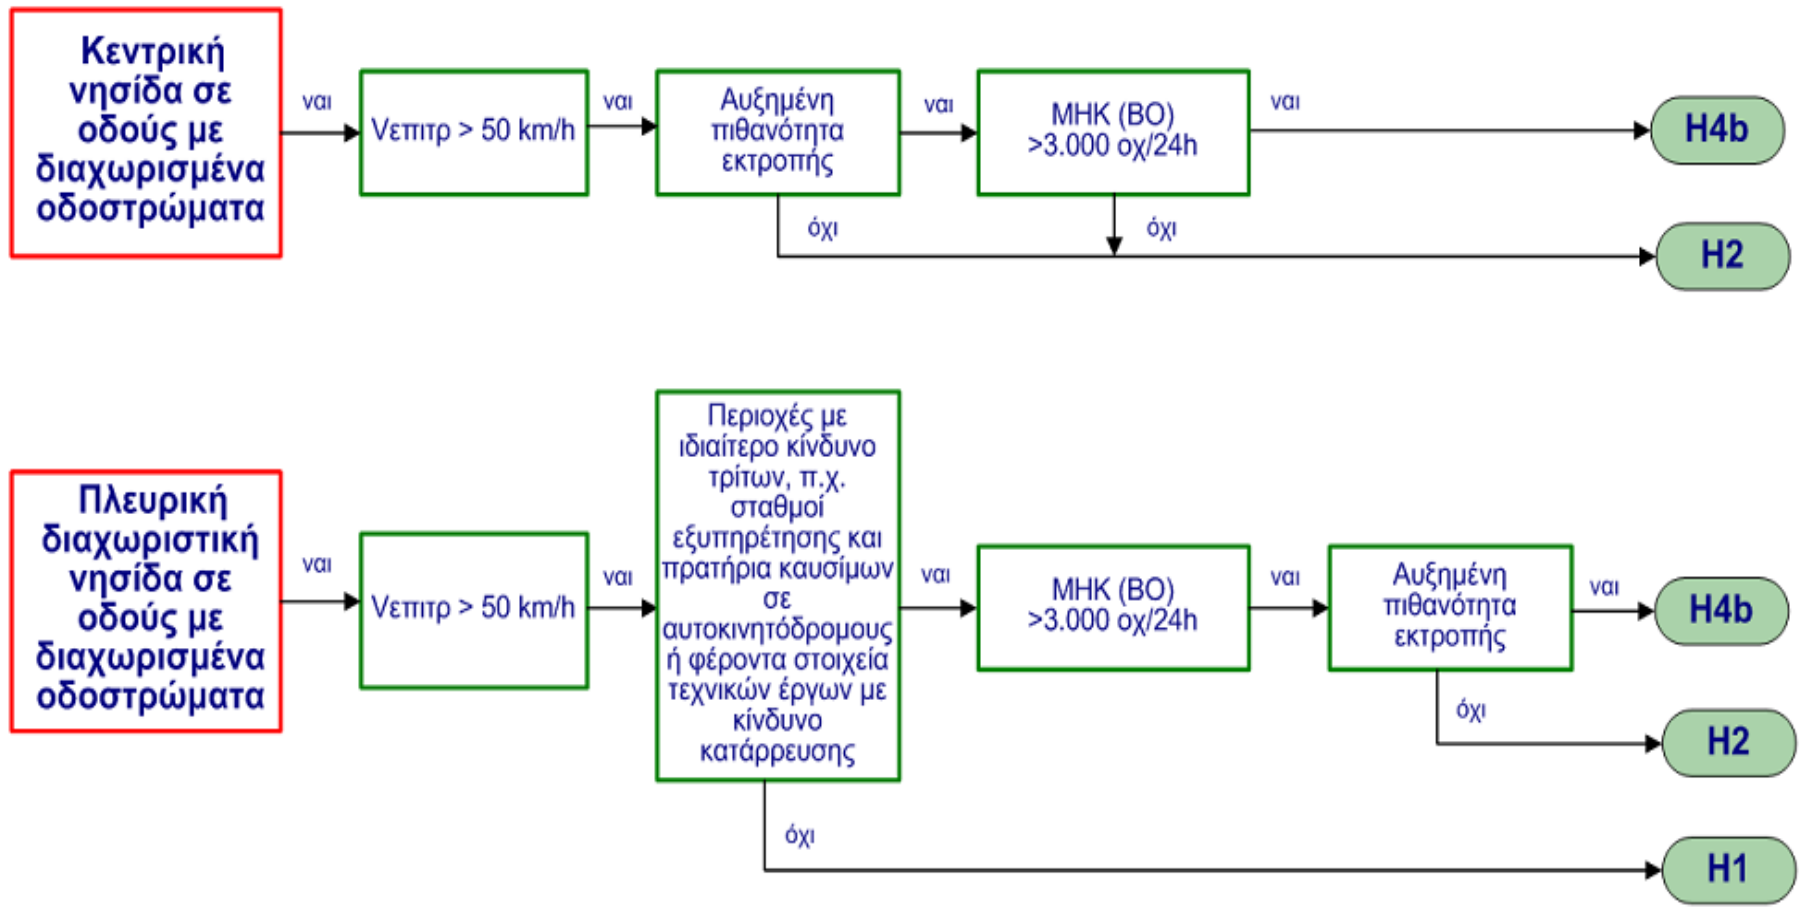 Κεντρική
νησίδα σε
οδούς με
διαχωρισμένα
οδοστρώματα
ναι
Vεπιτρ > 50 km/h
ναι
Αυξημένη
πιθανότητα
εκτροπής
ναι
ΜΗΚ (ΒΟ)
>3.000 οχ/24h
ναι
H4b
όχι
όχι
H2
Πλευρική
διαχωριστική
νησίδα σε
οδούς με
διαχωρισμένα
οδοστρώματα
ναι
Vεπιτρ > 50 km/h
ναι
Περιοχές με
ιδιαίτερο κίνδυνο
τρίτων, π.χ.
σταθμοί
εξυπηρέτησης και
πρατήρια καυσίμων
σε
αυτοκινητόδρομους
ή φέροντα στοιχεία
τεχνικών έργων με
κίνδυνο
κατάρρευσης
ναι
ΜΗΚ (ΒΟ)
>3.000 οχ/24h
ναι
Αυξημένη
πιθανότητα
εκτροπής
ναι
H4b
όχι
H2
όχι
H1